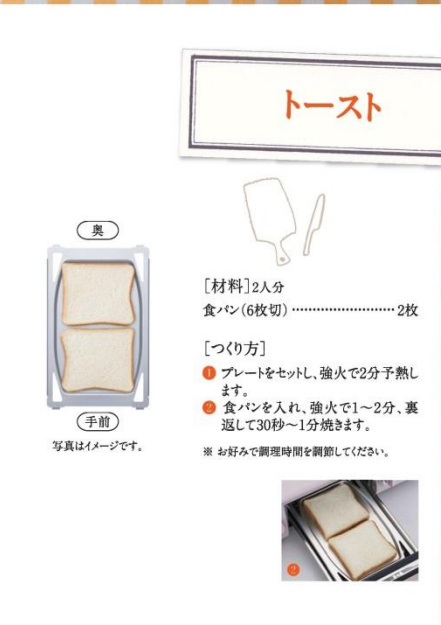 トースト
奥
手前
写真はイメージです。
[材料]2人分
食パン(6枚切) ························ 2枚
[つくり方]
❶ プレートをセットし、強火で2分予熱し
ます。
❷ 食パンを入れ、強火で1〜2分、裏
返して30秒〜1分焼きます。
※ お好みで調理時間を調節してください。
❷